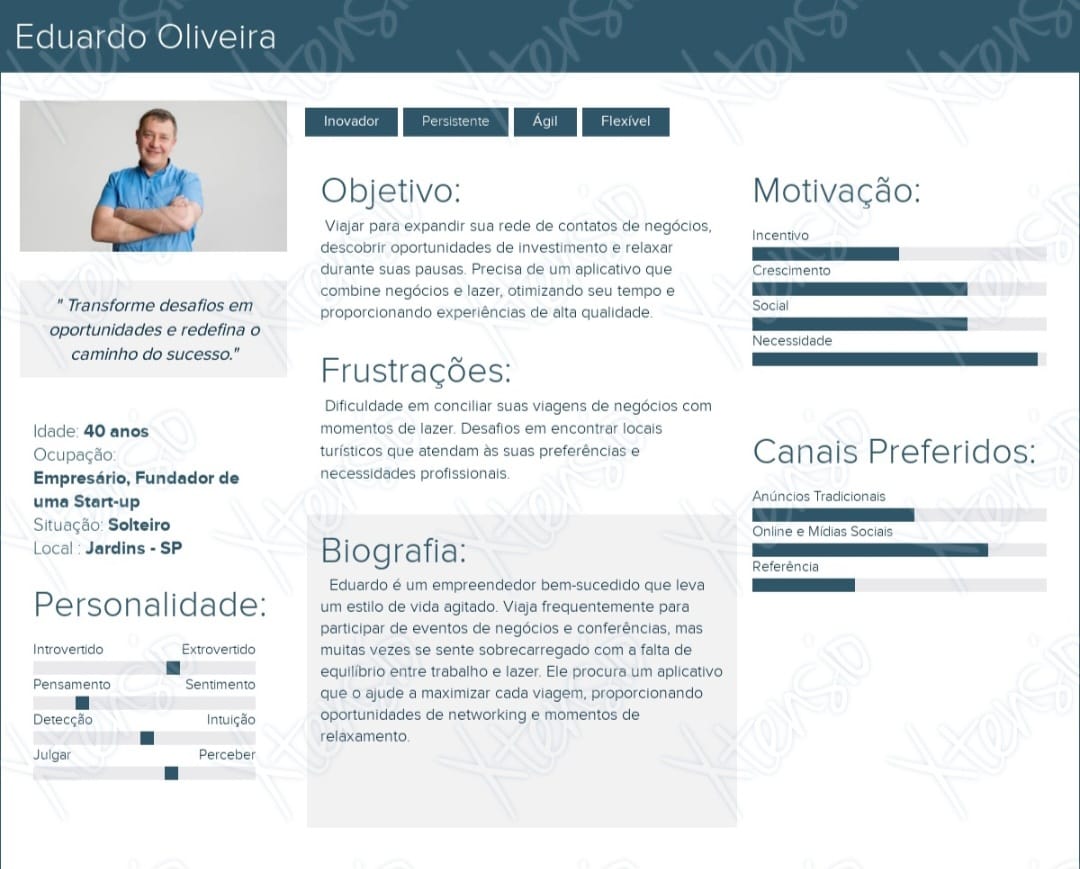 Eduardo Oliveira
Inovador
Persistente
Ágil
Flexível
" Transforme desafios em
oportunidades e redefina o
caminho do sucesso."
Idade: 40 anos
Ocupação:
Empresário, Fundador de
uma Start-up
Situação: Solteiro
Local : Jardins - SP
Personalidade:
Introvertido Extrovertido
Pensamento Sentimento
Detecção Intuição
Julgar Perceber
Objetivo:
Viajar para expandir sua rede de contatos de negócios,
descobrir oportunidades de investimento e relaxar
durante suas pausas. Precisa de um aplicativo que
combine negócios e lazer, otimizando seu tempo e
proporcionando experiências de alta qualidade.
Frustrações:
Dificuldade em conciliar suas viagens de negócios com
momentos de lazer. Desafios em encontrar locais
turísticos que atendam às suas preferências e
necessidades profissionais.
Biografia:
Eduardo é um empreendedor bem-sucedido que leva
um estilo de vida agitado. Viaja frequentemente para
participar de eventos de negócios e conferências, mas
muitas vezes se sente sobrecarregado com a falta de
equilíbrio entre trabalho e lazer. Ele procura um aplicativo
que o ajude a maximizar cada viagem, proporcionando
oportunidades de networking e momentos de
relaxamento.
Motivação:
Incentivo
Crescimento
Social
Necessidade
Canais Preferidos:
Anúncios Tradicionais
Online e Mídias Sociais
Referência
xtensio